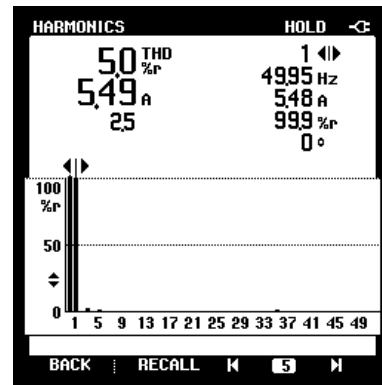 HARMONICS HOLD
5.0 THD %r 1
49.95 Hz
5.49 A 5.48 A
2.5 99.9 %r
0 °
100
%r
50
0
1 5 9 13 17 21 25 29 33 37 41 45 49
BACK RECALL 5